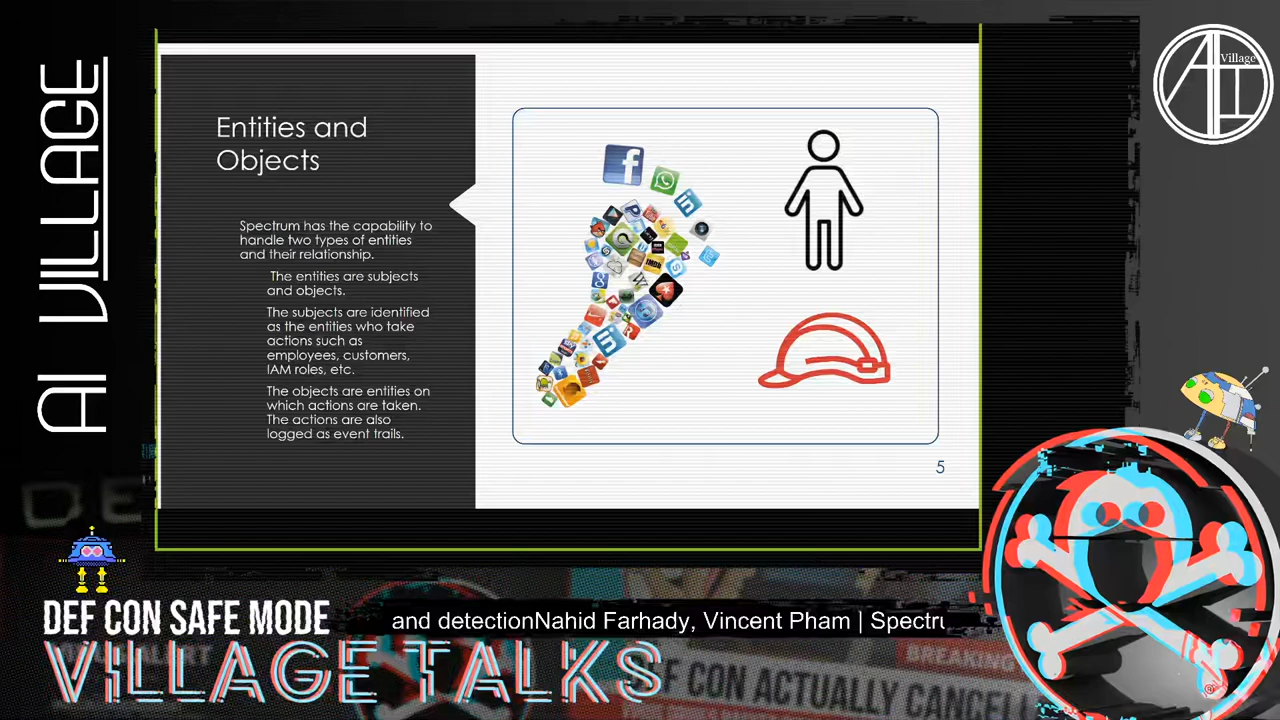 AI VILLAGE
Entities and
Objects
Spectrum has the capability to
handle two types of entities
and their relationship.
The entities are subjects
and objects.
The subjects are identified
as the entities who take
actions such as
employees, customers,
IAM roles, etc.
The objects are entities on
which actions are taken.
The actions are also
logged as event trails.
5
AI
Village
DE
DEF CON SAFE MODE
VILLAGE TALKS
and detectionNahid Farhady, Vincent Pham | Spectru
BREAKING
DEF CON ACTUALLY CANCEL